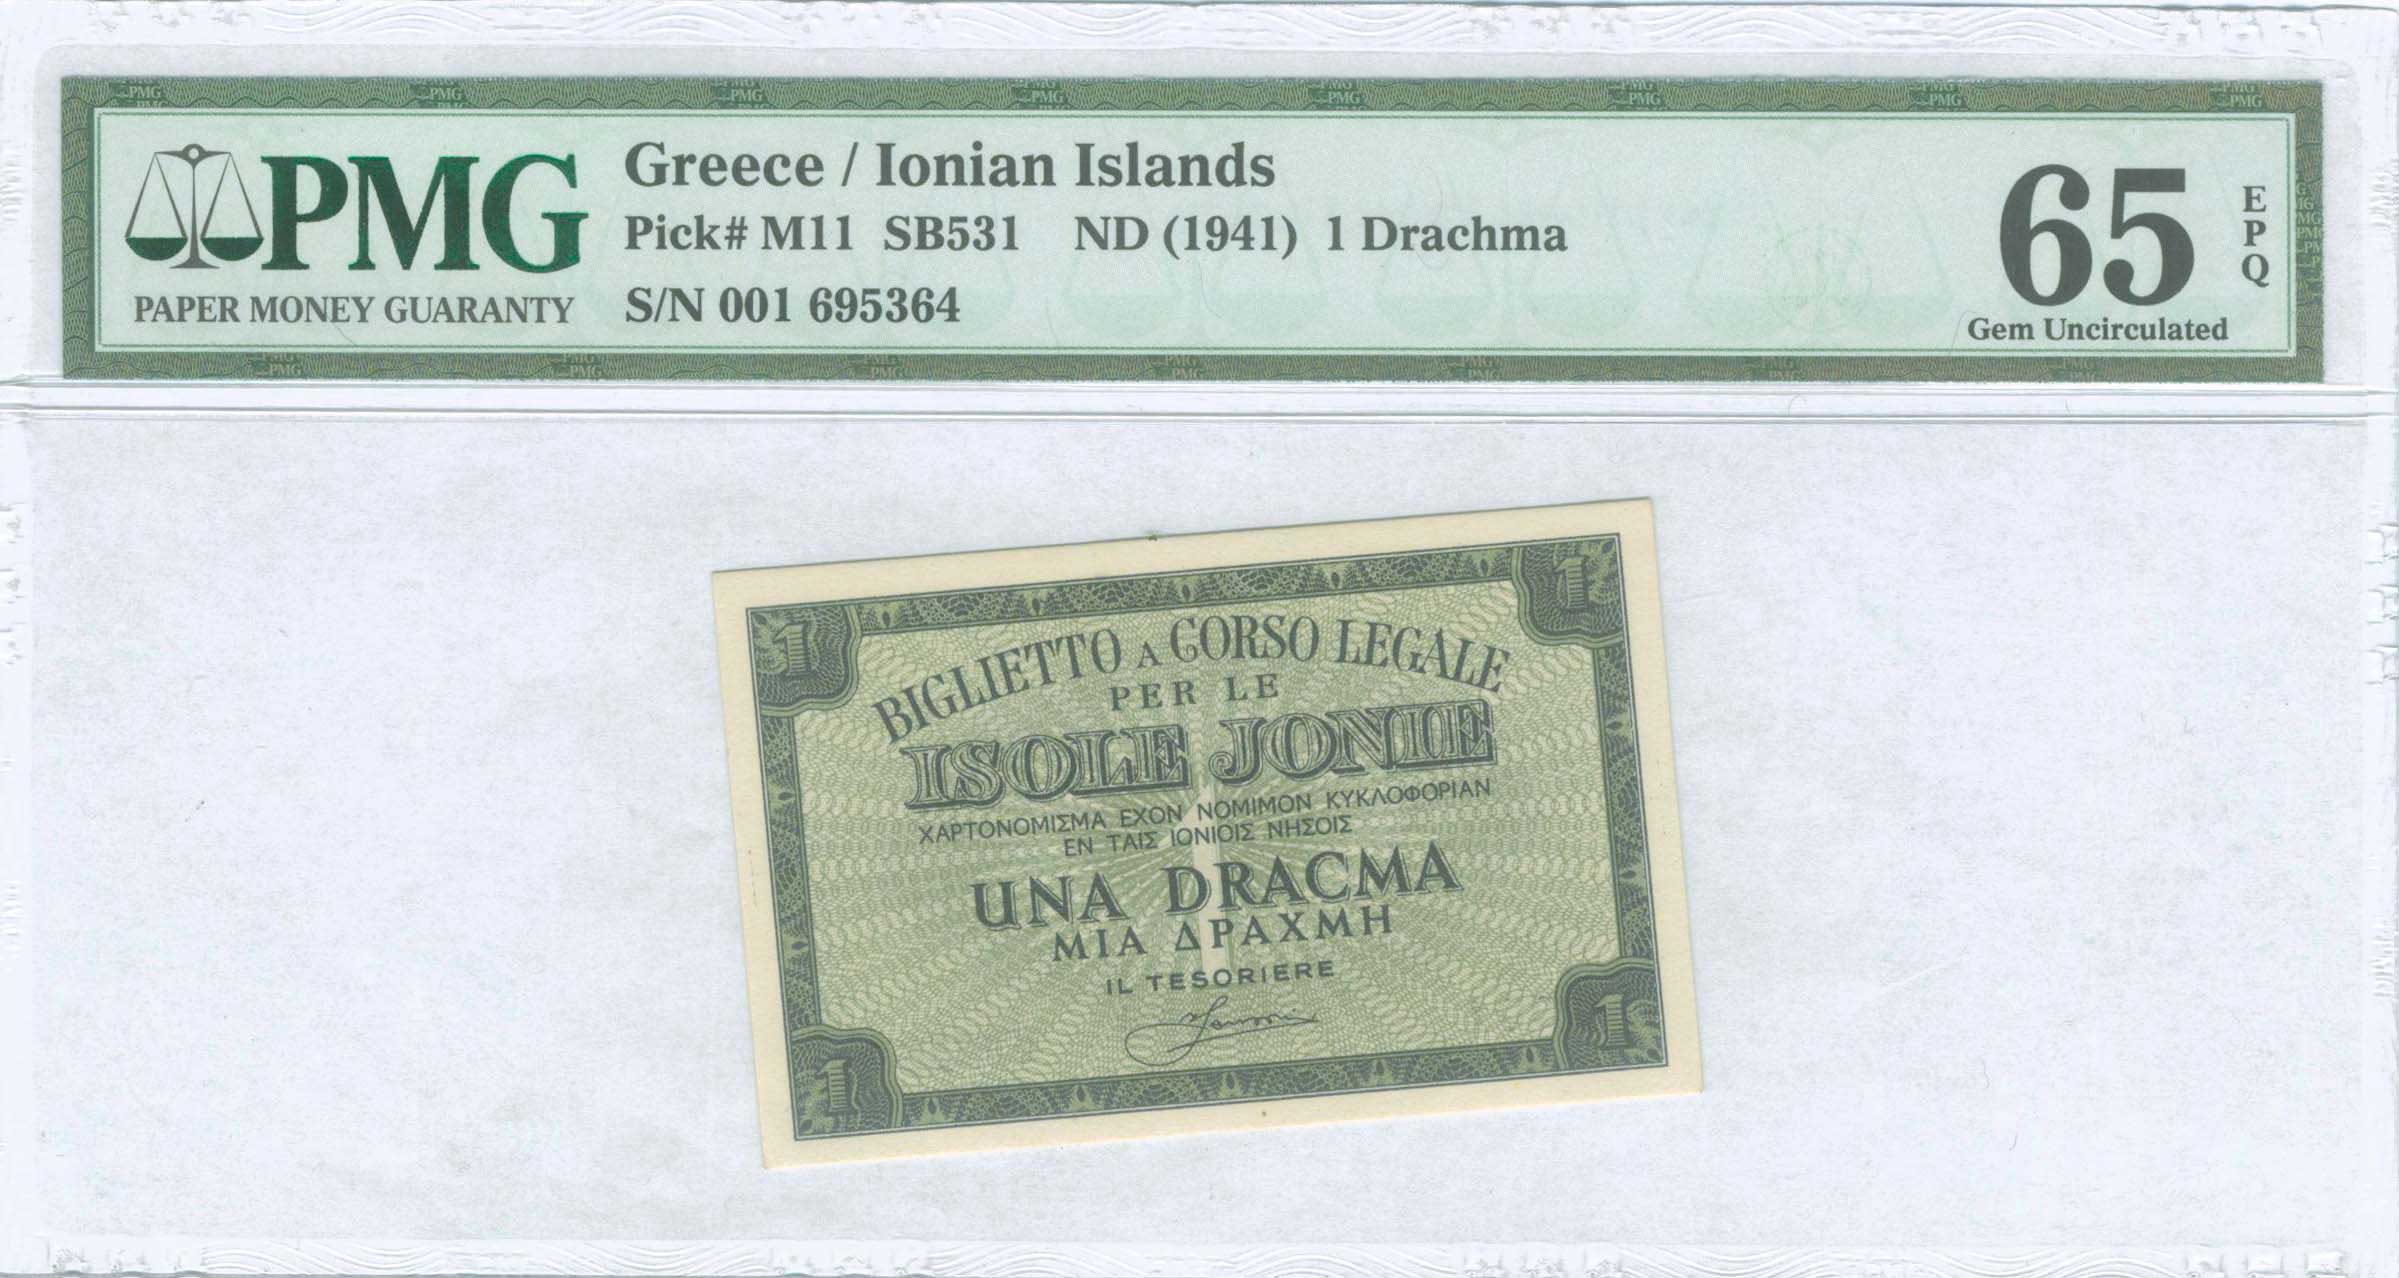 PMG
PAPER MONEY GUARANTY
Greece / Ionian Islands
Pick# M11 SB531 ND (1941) 1 Drachma
S/N 001 695364
65
EPQ
Gem Uncirculated
1
1
BIGLIETTO A CORSO LEGALE
PER LE
ISOLE JONIE
ΧΑΡΤΟΝΟΜΙΣΜΑ ΕΧΟΝ ΝΟΜΙΜΟΝ ΚΥΚΛΟΦΟΡΙΑΝ
ΕΝ ΤΑΙΣ ΙΟΝΙΟΙΣ ΝΗΣΟΙΣ
UNA DRACMA
ΜΙΑ ΔΡΑΧΜΗ
IL TESORIERE
1
1